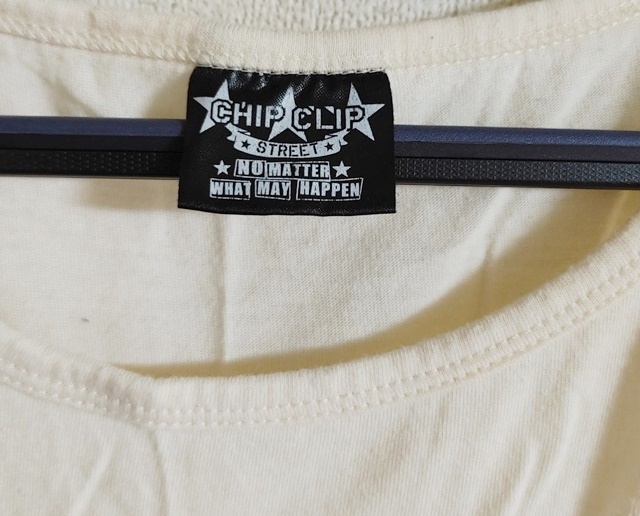 CHIP CLIP
STREET
NO MATTER
WHAT MAY HAPPEN